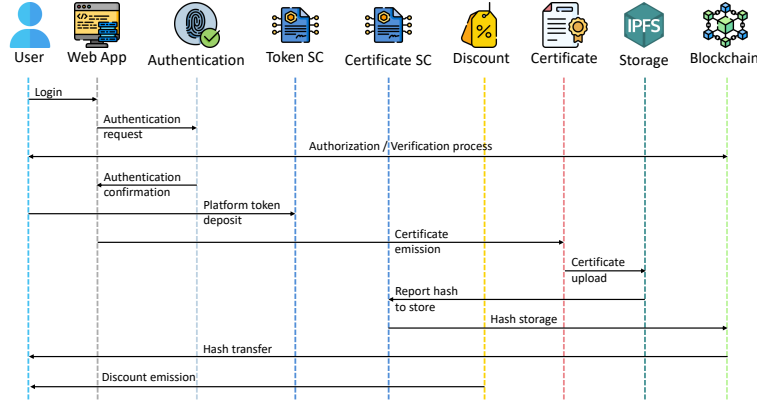 IPFS
User
Web App
Authentication
Token SC
Certificate SC
Discount
Certificate
Storage
Blockchain
Login
Authentication
request
Authorization / Verification process
Authentication
confirmation
Platform token
deposit
Certificate
emission
Certificate
upload
Report hash
to store
Hash storage
Hash transfer
Discount emission